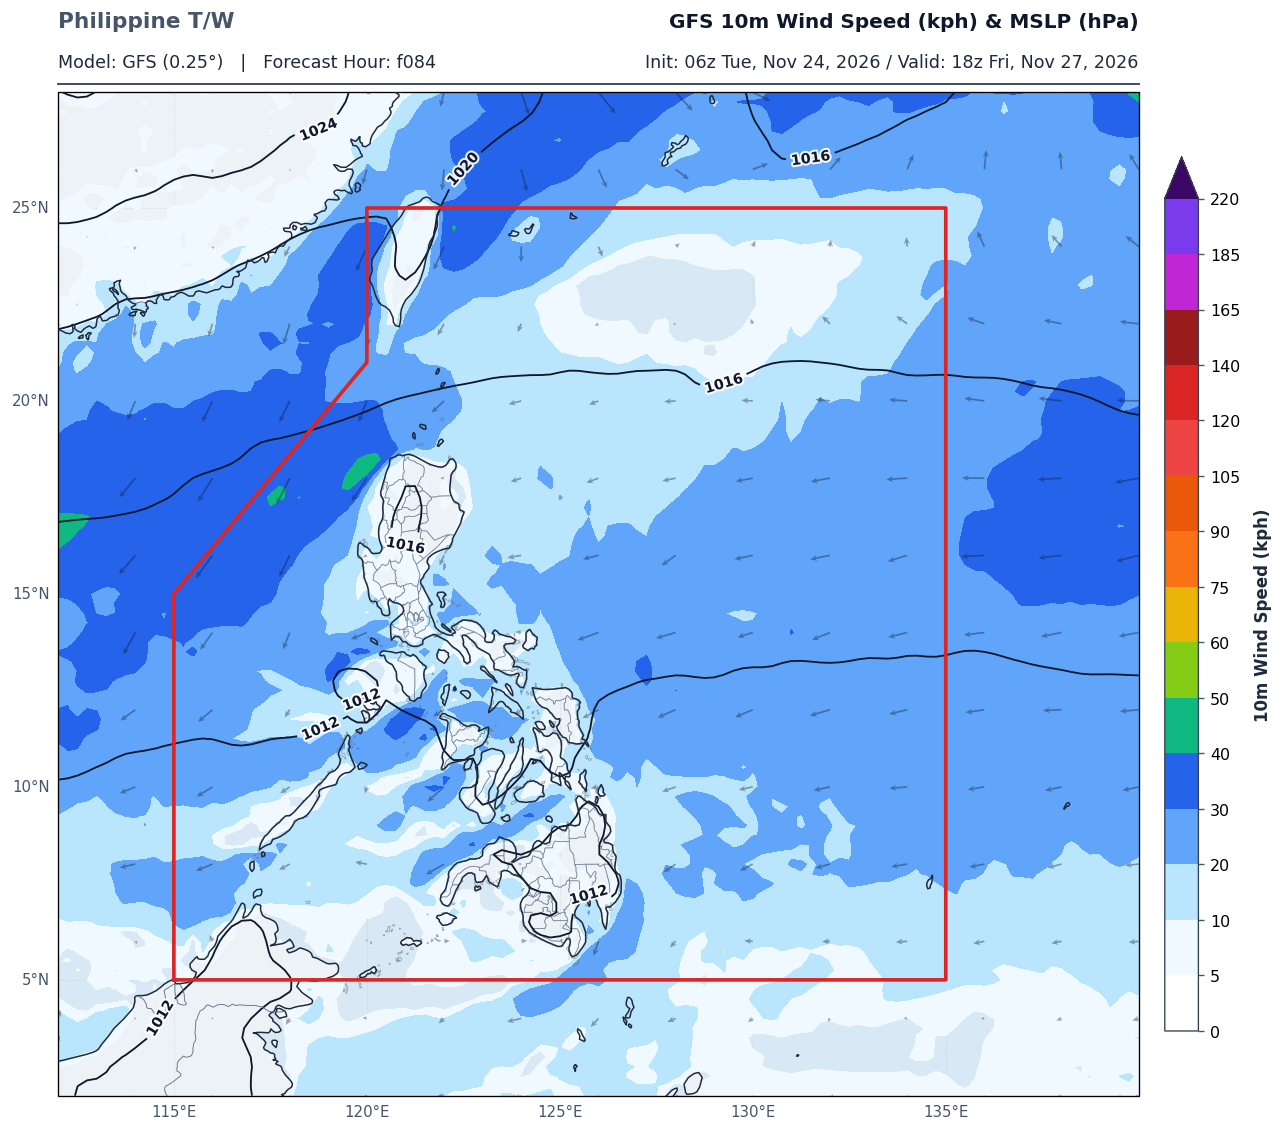 Philippine T/W
GFS 10m Wind Speed (kph) & MSLP (hPa)
Model: GFS (0.25°)   |   Forecast Hour: f084
Init: 06z Tue, Nov 24, 2026 / Valid: 18z Fri, Nov 27, 2026
1024
1020
1016
1016
1016
1012
1012
1012
1012
25°N
20°N
15°N
10°N
5°N
115°E
120°E
125°E
130°E
135°E
220
185
165
140
120
105
90
75
60
50
40
30
20
10
5
0
10m Wind Speed (kph)